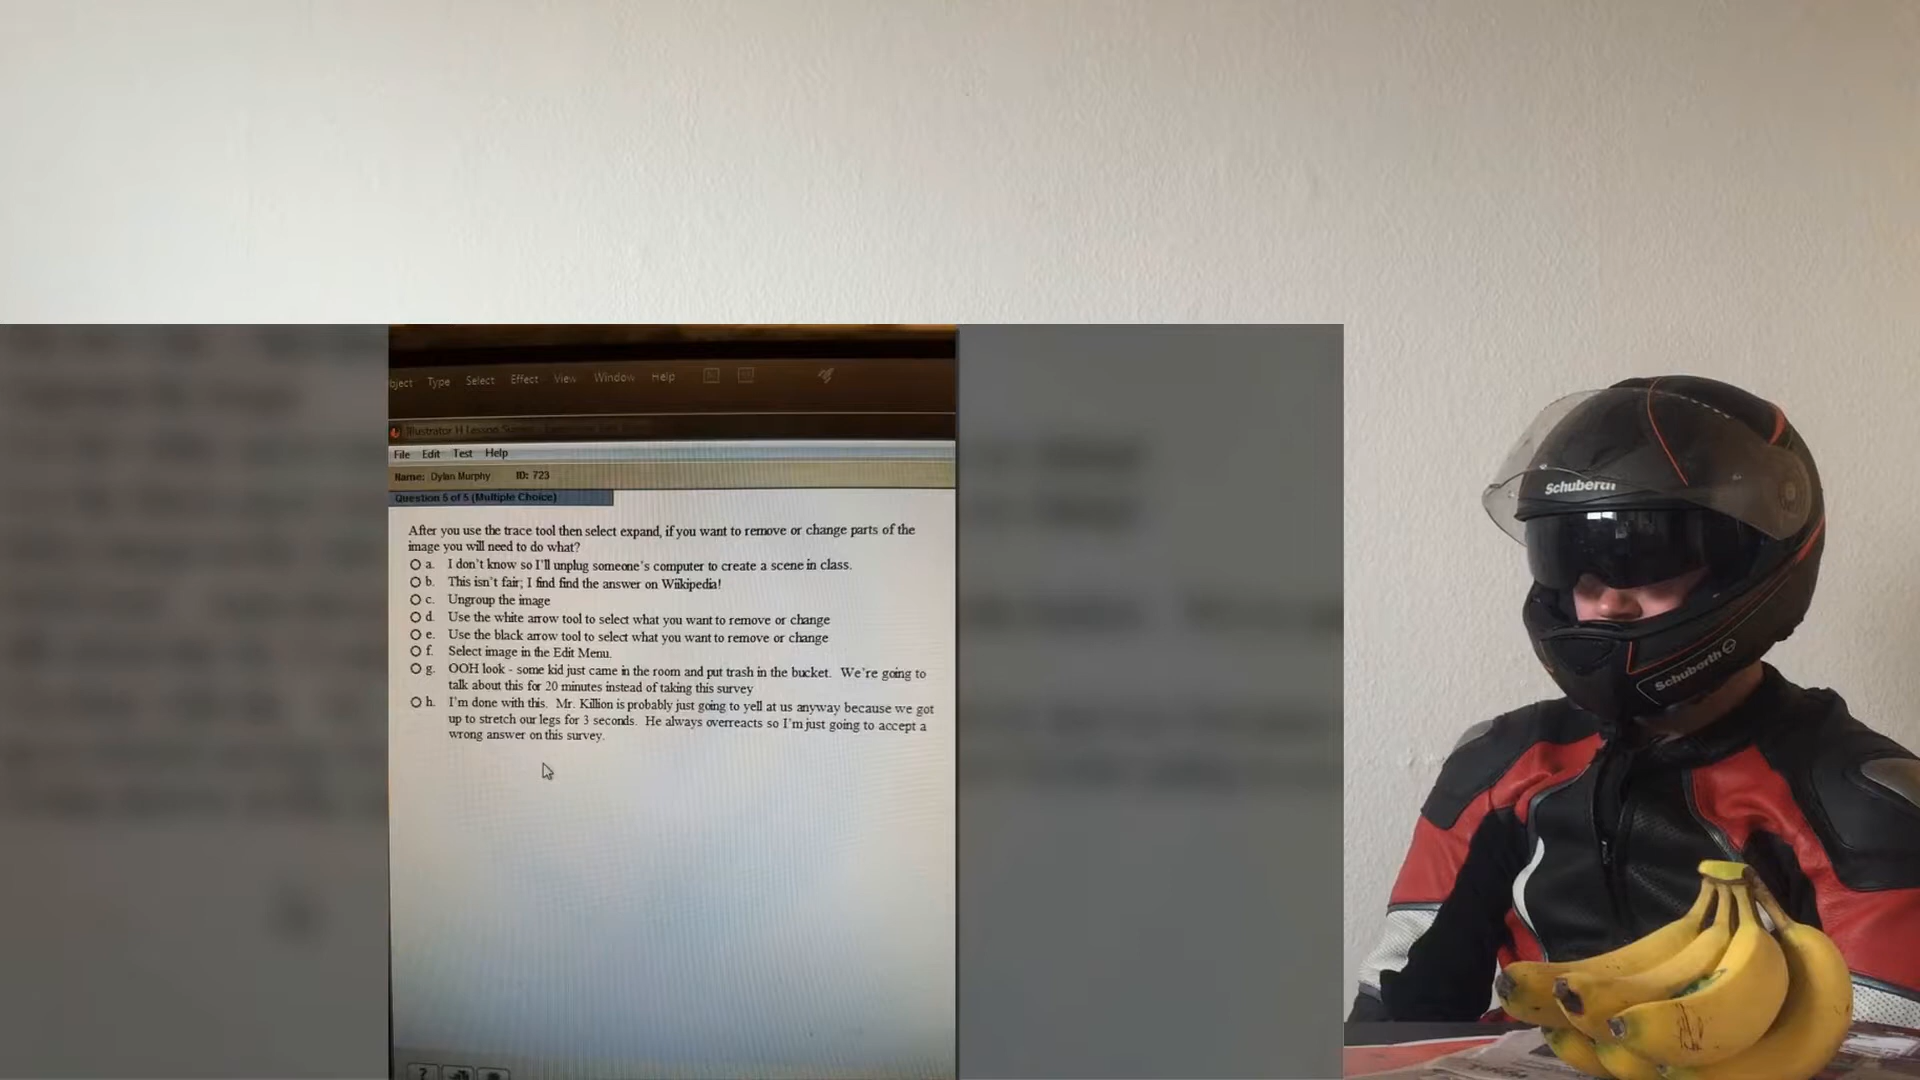 bject Type Select Effect View Window Help
Illustrator H Lesson
File Edit Test Help
Name: Dylan Murphy ID: 723
Question 5 of 5 (Multiple Choice)
After you use the trace tool then select expand, if you want to remove or change parts of the
image you will need to do what?
a. I don't know so I'll unplug someone's computer to create a scene in class.
b. This isn't fair; I find find the answer on Wiikipedia!
c. Ungroup the image
d. Use the white arrow tool to select what you want to remove or change
e. Use the black arrow tool to select what you want to remove or change
f. Select image in the Edit Menu.
g. OOH look - some kid just came in the room and put trash in the bucket. We're going to
talk about this for 20 minutes instead of taking this survey
h. I'm done with this. Mr. Killion is probably just going to yell at us anyway because we got
up to stretch our legs for 3 seconds. He always overreacts so I'm just going to accept a
wrong answer on this survey.
?
Schuberth
Schuberth